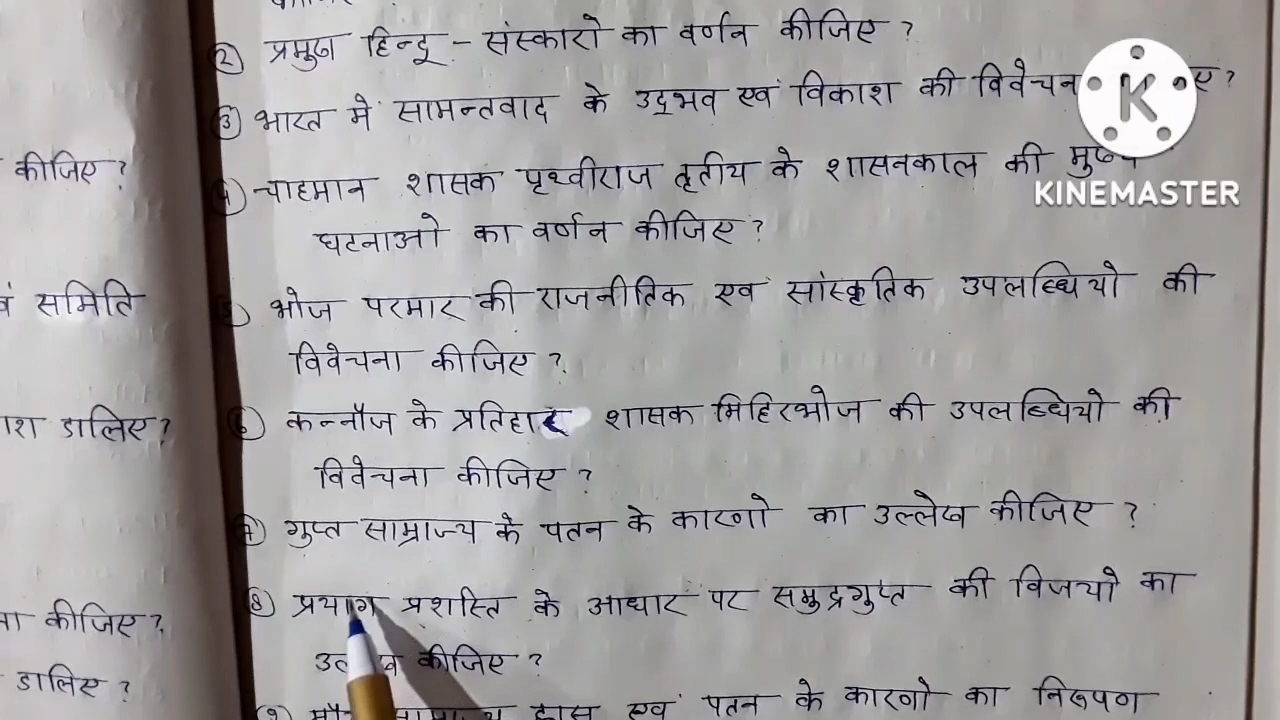 ② प्रमुख हिन्दू - संस्कारो का वर्णन कीजिए ?
③ भारत मे सामन्तवाद के उद्भव एवं विकाश की विवेचन
④ चाहमान शासक पृथ्वीराज तृतीय के शासनकाल की मुख्य
घटनाओ का वर्णन कीजिए ?
5 भोज परमार की राजनीतिक एवं सांस्कृतिक उपलब्धियो की
विवेचना कीजिए ?
⑥ कन्नौज के प्रतिहार शासक मिहिरभोज की उपलब्धियो की
विवेचना कीजिए ?
गुप्त साम्राज्य के पतन के कारणो का उल्लेख कीजिए ?
⑧ प्रयाग प्रशस्ति के आधार पर समुद्रगुप्त की विजयो का
कीजिए ?
एवं पतन के कारणो का निरूपण
कीजिए ?
समिति
डालिए ?
कीजिए ?
डालिए ?
K
KINEMASTER